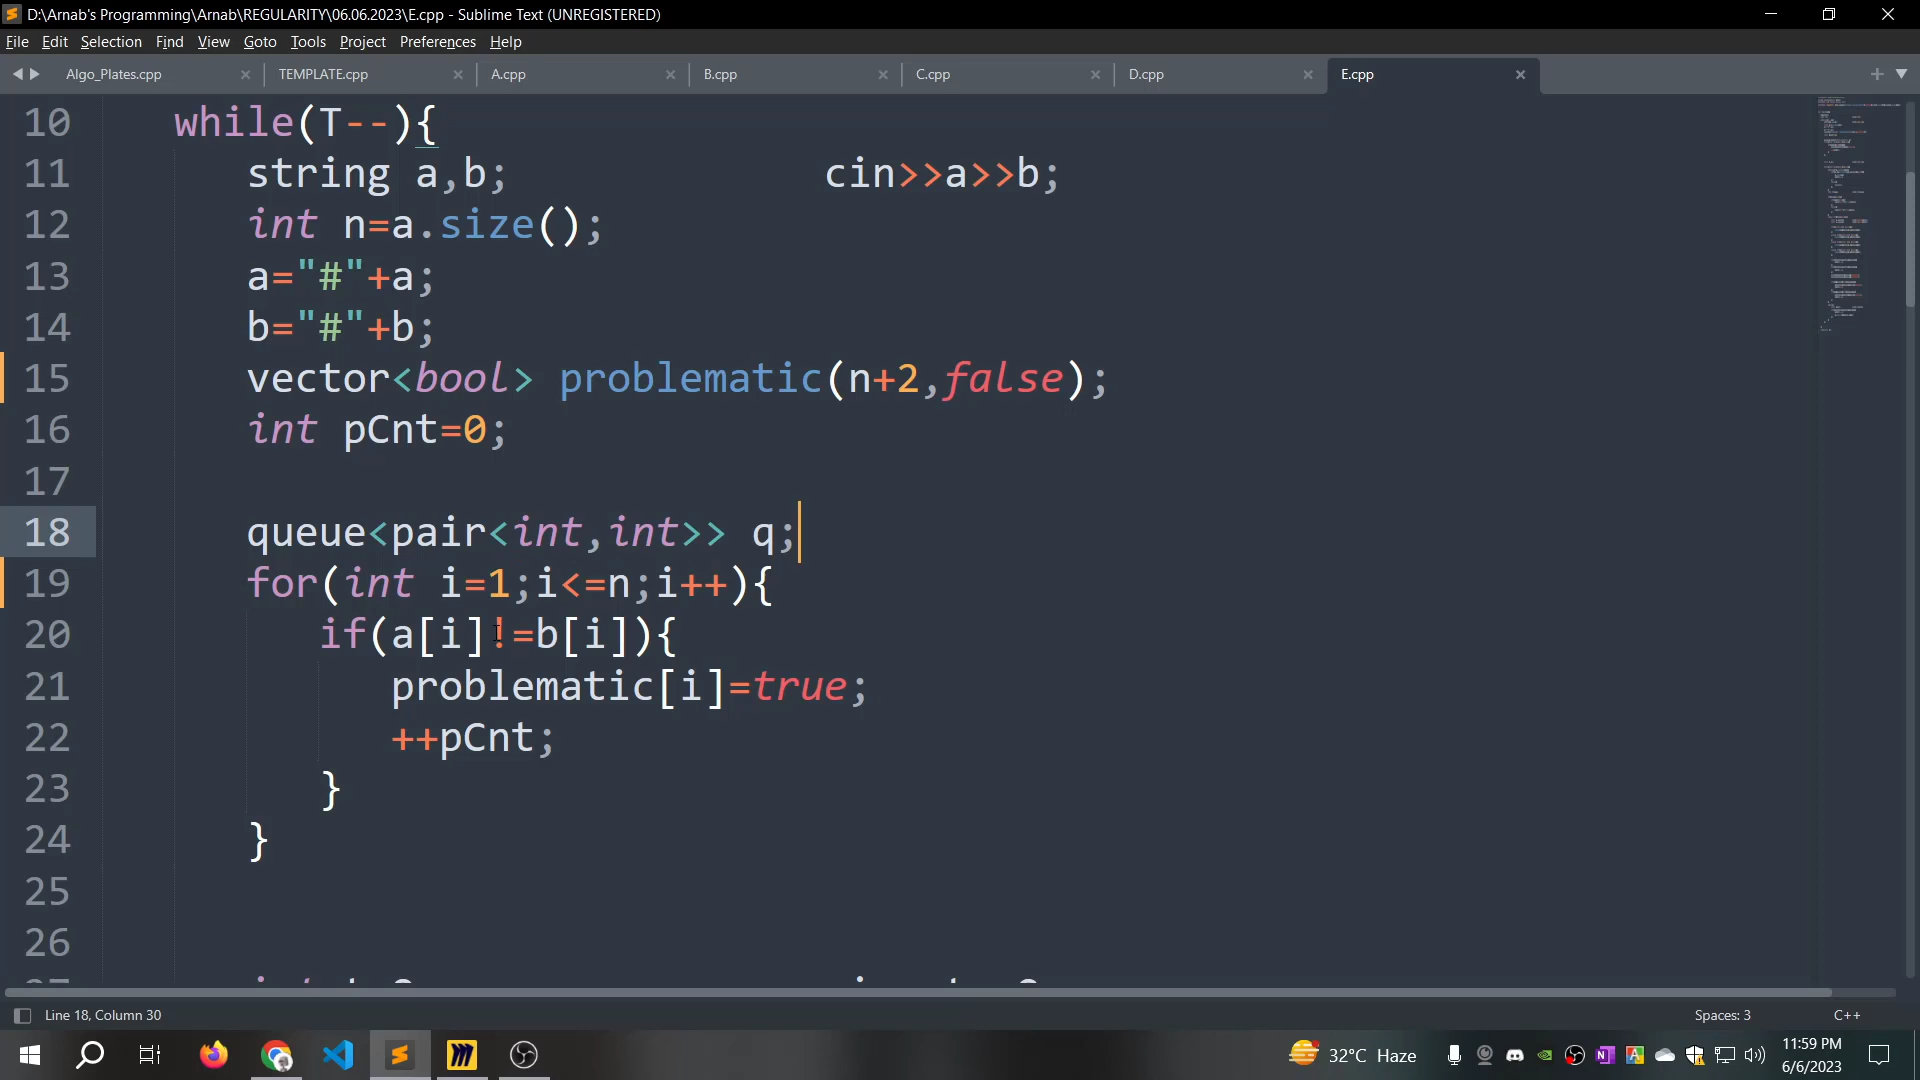 D:\Arnab's Programming\Arnab\REGULARITY\06.06.2023\E.cpp - Sublime Text (UNREGISTERED)
File Edit Selection Find View Goto Tools Project Preferences Help
Algo_Plates.cpp TEMPLATE.cpp A.cpp B.cpp C.cpp D.cpp E.cpp
10 while(T--){
11 string a,b; cin>>a>>b;
12 int n=a.size();
13 a="#"+a;
14 b="#"+b;
15 vector<bool> problematic(n+2,false);
16 int pCnt=0;
17
18 queue<pair<int,int>> q;
19 for(int i=1;i<=n;i++){
20 if(a[i]!=b[i]){
21 problematic[i]=true;
22 ++pCnt;
23 }
24 }
25
26
Line 18, Column 30 Spaces: 3 C++
32°C Haze
11:59 PM
6/6/2023